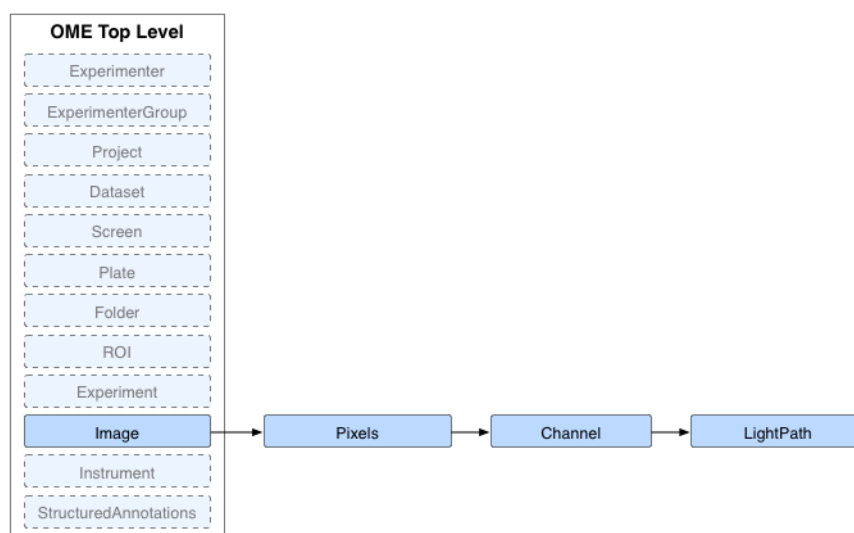 OME Top Level
Experimenter
ExperimenterGroup
Project
Dataset
Screen
Plate
Folder
ROI
Experiment
Image
Pixels
Channel
LightPath
Instrument
StructuredAnnotations